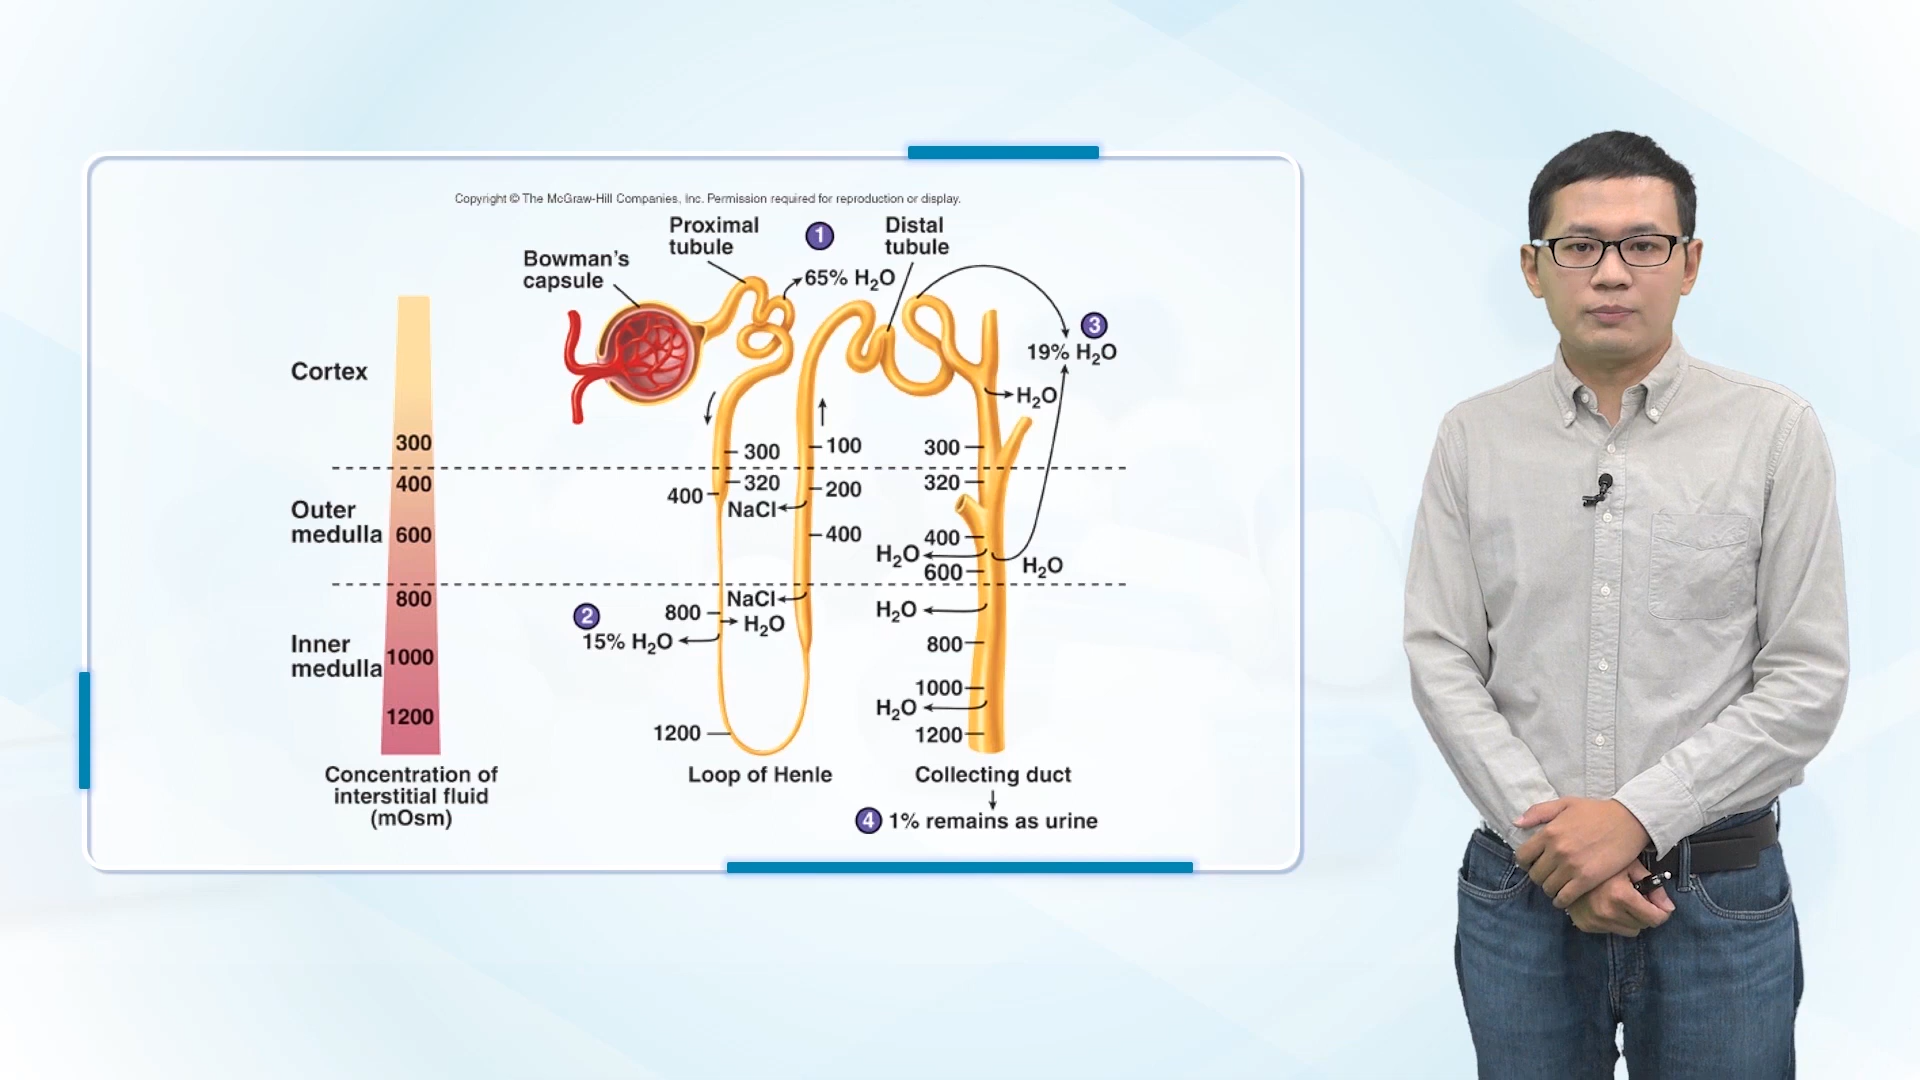 Copyright © The McGraw-Hill Companies, Inc. Permission required for reproduction or display.
Proximal
tubule
1
Distal
tubule
Bowman's
capsule
65% H₂O
3
19% H₂O
H₂O
Cortex
300
400
Outer
medulla
600
800
Inner
medulla
1000
1200
Concentration of
interstitial fluid
(mOsm)
300
320
400
NaCl
100
200
400
NaCl
800
H₂O
2
15% H₂O
1200
Loop of Henle
300
320
400
H₂O
600
H₂O
H₂O
800
1000
H₂O
1200
Collecting duct
4 1% remains as urine